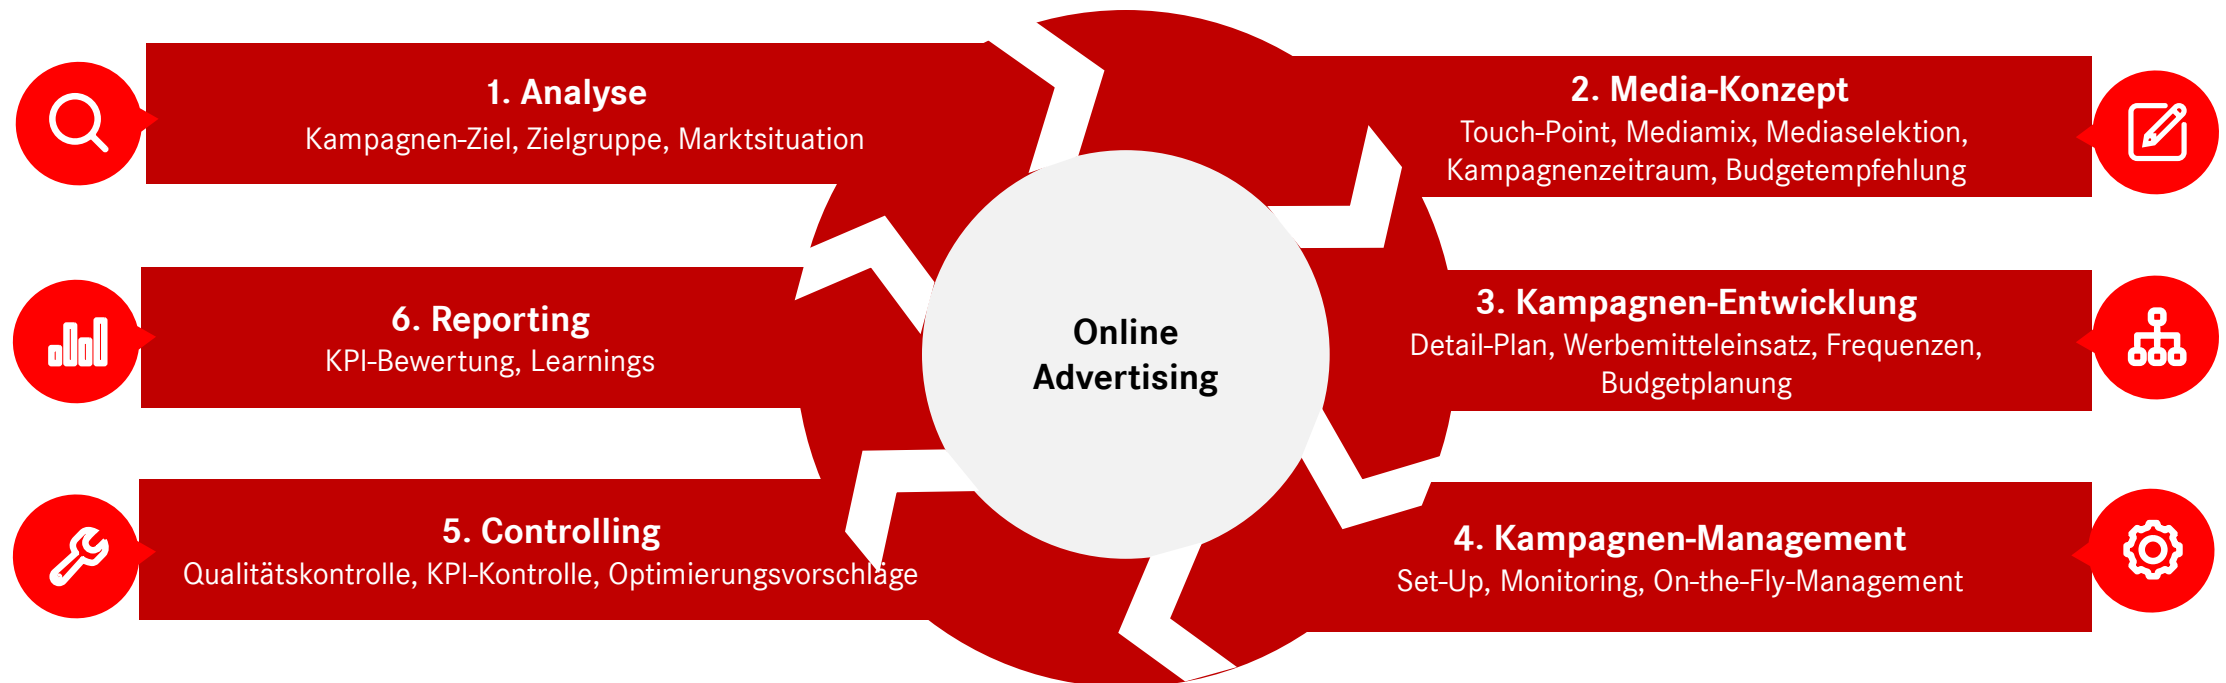 1. Analyse
Kampagnen-Ziel, Zielgruppe, Marktsituation
2. Media-Konzept
Touch-Point, Mediamix, Mediaselektion,
Kampagnenzeitraum, Budgetempfehlung
3. Kampagnen-Entwicklung
Detail-Plan, Werbemitteleinsatz, Frequenzen,
Budgetplanung
4. Kampagnen-Management
Set-Up, Monitoring, On-the-Fly-Management
5. Controlling
Qualitätskontrolle, KPI-Kontrolle, Optimierungsvorschläge
6. Reporting
KPI-Bewertung, Learnings
Online
Advertising